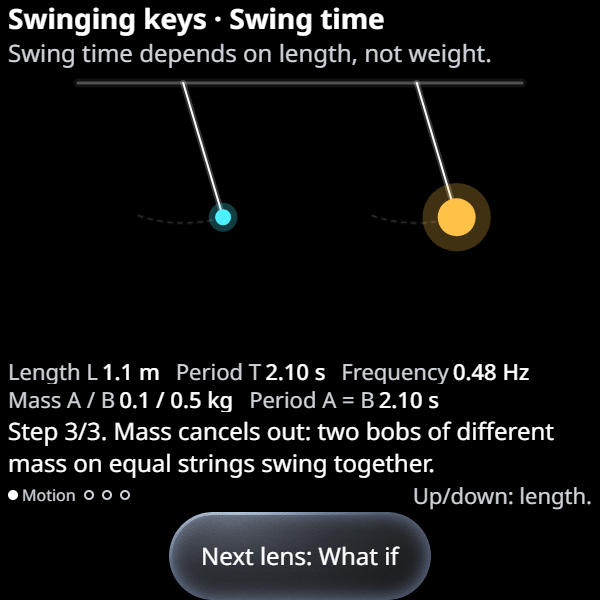 Swinging keys · Swing time
Swing time depends on length, not weight.
Length L 1.1 m Period T 2.10 s Frequency 0.48 Hz
Mass A / B 0.1 / 0.5 kg Period A = B 2.10 s
Step 3/3. Mass cancels out: two bobs of different
mass on equal strings swing together.
Motion
Up/down: length.
Next lens: What if